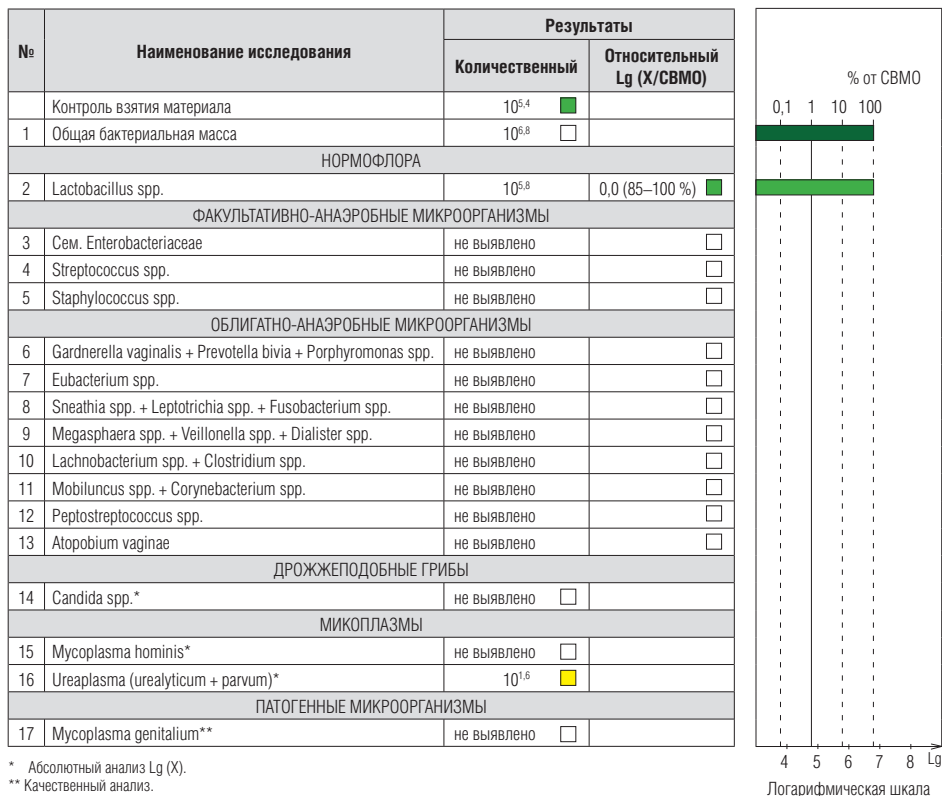 № Наименование исследования Результаты
Количественный Относительный Lg (Х/СВМО)
Контроль взятия материала 10^5,4
1 Общая бактериальная масса 10^6,8
НОРМОФЛОРА
2 Lactobacillus spp. 10^5,8 0,0 (85–100 %)
ФАКУЛЬТАТИВНО-АНАЭРОБНЫЕ МИКРООРГАНИЗМЫ
3 Сем. Enterobacteriaceae не выявлено
4 Streptococcus spp. не выявлено
5 Staphylococcus spp. не выявлено
ОБЛИГАТНО-АНАЭРОБНЫЕ МИКРООРГАНИЗМЫ
6 Gardnerella vaginalis + Prevotella bivia + Porphyromonas spp. не выявлено
7 Eubacterium spp. не выявлено
8 Sneathia spp. + Leptotrichia spp. + Fusobacterium spp. не выявлено
9 Megasphaera spp. + Veillonella spp. + Dialister spp. не выявлено
10 Lachnobacterium spp. + Clostridium spp. не выявлено
11 Mobiluncus spp. + Corynebacterium spp. не выявлено
12 Peptostreptococcus spp. не выявлено
13 Atopobium vaginae не выявлено
ДРОЖЖЕПОДОБНЫЕ ГРИБЫ
14 Candida spp.* не выявлено
МИКОПЛАЗМЫ
15 Mycoplasma hominis* не выявлено
16 Ureaplasma (urealyticum + parvum)* 10^1,6
ПАТОГЕННЫЕ МИКРООРГАНИЗМЫ
17 Mycoplasma genitalium** не выявлено
* Абсолютный анализ Lg (X).
** Качественный анализ.
% от СВМО
0,1 1 10 100
4 5 6 7 8 Lg
Логарифмическая шкала